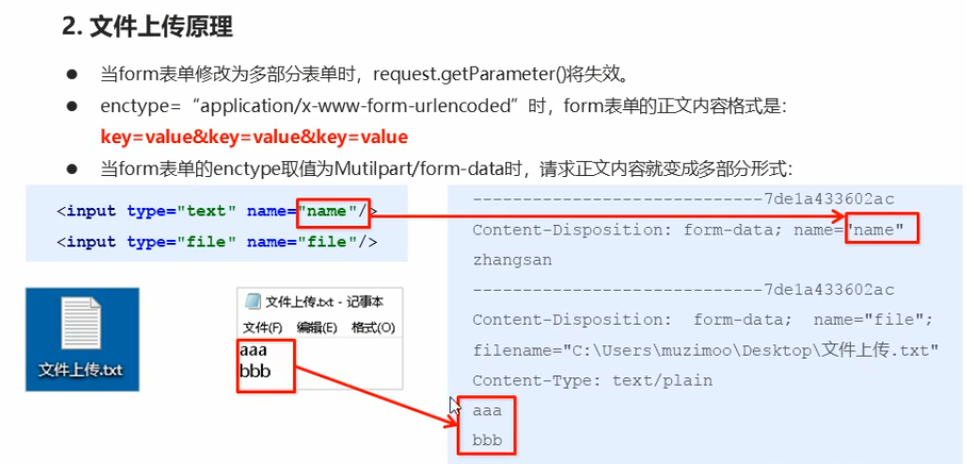 2. 文件上传原理
● 当form表单修改为多部分表单时，request.getParameter()将失效。
● enctype=“application/x-www-form-urlencoded”时，form表单的正文内容格式是：
key=value&key=value&key=value
● 当form表单的enctype取值为Mutilpart/form-data时，请求正文内容就变成多部分形式：
<input type="text" name="name"/>
<input type="file" name="file"/>
文件上传.txt
文件上传.txt - 记事本
文件(F) 编辑(E) 格式(O)
aaa
bbb
-----------------------------7de1a433602ac
Content-Disposition: form-data; name="name"
zhangsan
-----------------------------7de1a433602ac
Content-Disposition: form-data; name="file";
filename="C:\Users\muzimoo\Desktop\文件上传.txt"
Content-Type: text/plain
aaa
bbb